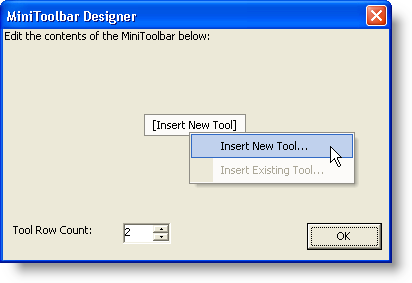 MiniToolbar Designer
Edit the contents of the MiniToolbar below:
[Insert New Tool]
Insert New Tool...
Insert Existing Tool...
Tool Row Count: 2
OK